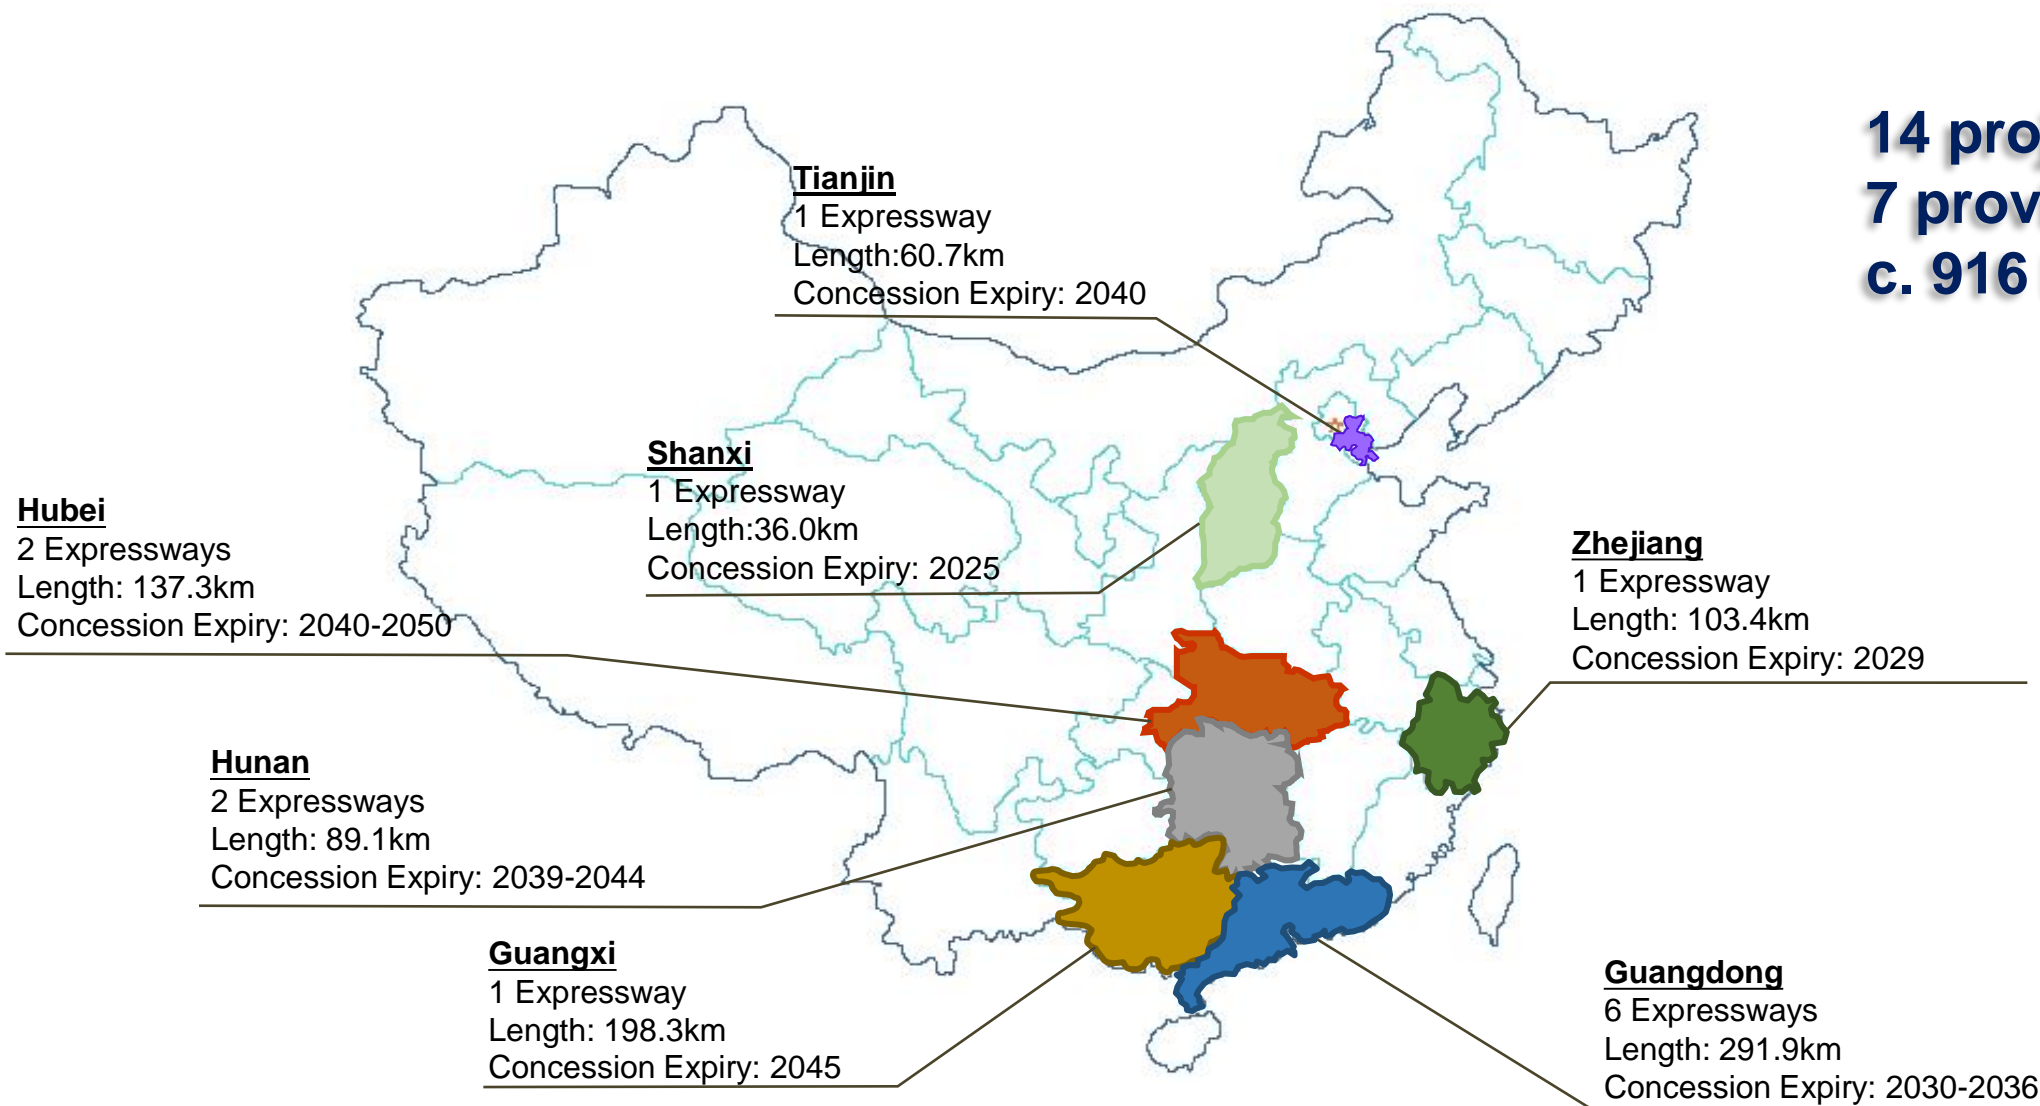 14
7
c. 916
Tianjin
1 Expressway
Length:60.7km
Concession Expiry: 2040
Shanxi
1 Expressway
Length:36.0km
Concession Expiry: 2025
Hubei
2 Expressways
Length: 137.3km
Concession Expiry: 2040-2050
Zhejiang
1 Expressway
Length: 103.4km
Concession Expiry: 2029
Hunan
2 Expressways
Length: 89.1km
Concession Expiry: 2039-2044
Guangxi
1 Expressway
Length: 198.3km
Concession Expiry: 2045
Guangdong
6 Expressways
Length: 291.9km
Concession Expiry: 2030-2036